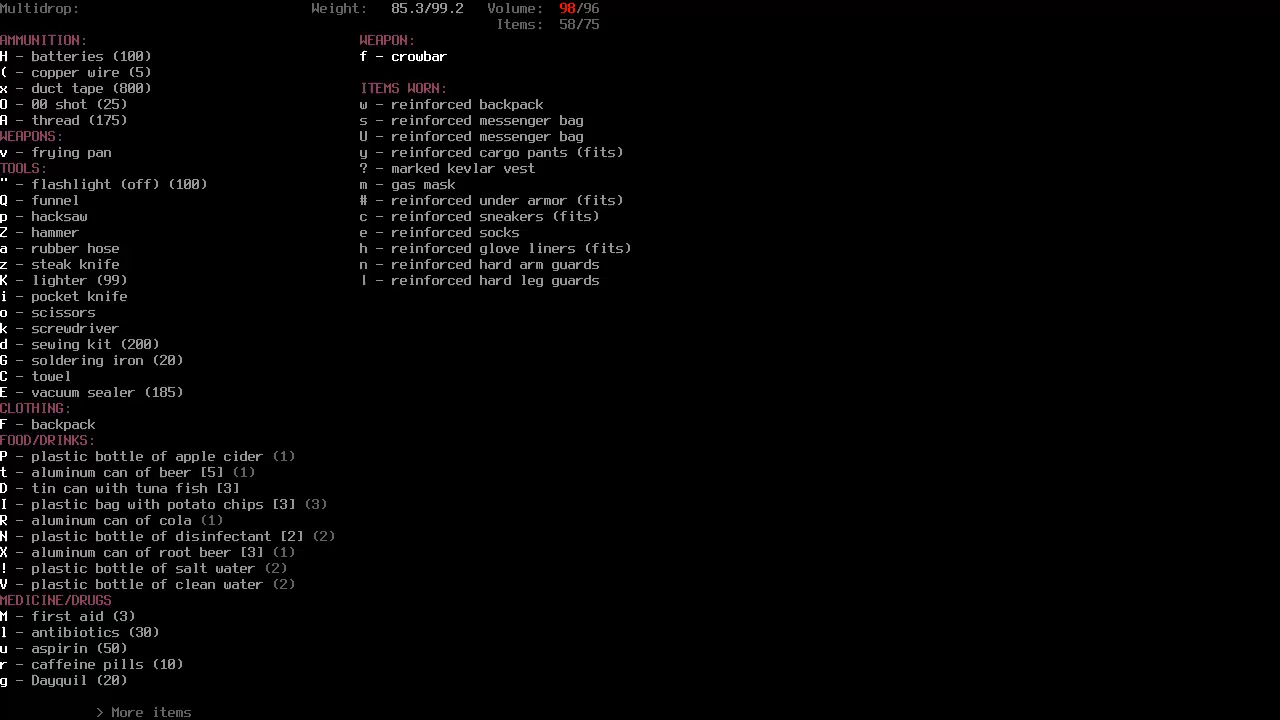 Multidrop: Weight: 85.3/99.2 Volume: 98/96
Items: 58/75
AMMUNITION:
H - batteries (100)
( - copper wire (5)
x - duct tape (800)
O - 00 shot (25)
A - thread (175)
WEAPONS:
v - frying pan
TOOLS:
" - flashlight (off) (100)
Q - funnel
p - hacksaw
Z - hammer
a - rubber hose
z - steak knife
K - lighter (99)
i - pocket knife
o - scissors
k - screwdriver
d - sewing kit (200)
G - soldering iron (20)
C - towel
E - vacuum sealer (185)
CLOTHING:
F - backpack
FOOD/DRINKS:
P - plastic bottle of apple cider (1)
t - aluminum can of beer [5] (1)
D - tin can with tuna fish [3]
I - plastic bag with potato chips [3] (3)
R - aluminum can of cola (1)
N - plastic bottle of disinfectant [2] (2)
X - aluminum can of root beer [3] (1)
! - plastic bottle of salt water (2)
V - plastic bottle of clean water (2)
MEDICINE/DRUGS
M - first aid (3)
l - antibiotics (30)
u - aspirin (50)
r - caffeine pills (10)
g - Dayquil (20)
> More items
WEAPON:
f - crowbar
ITEMS WORN:
w - reinforced backpack
s - reinforced messenger bag
U - reinforced messenger bag
y - reinforced cargo pants (fits)
? - marked kevlar vest
m - gas mask
# - reinforced under armor (fits)
c - reinforced sneakers (fits)
e - reinforced socks
h - reinforced glove liners (fits)
n - reinforced hard arm guards
| - reinforced hard leg guards